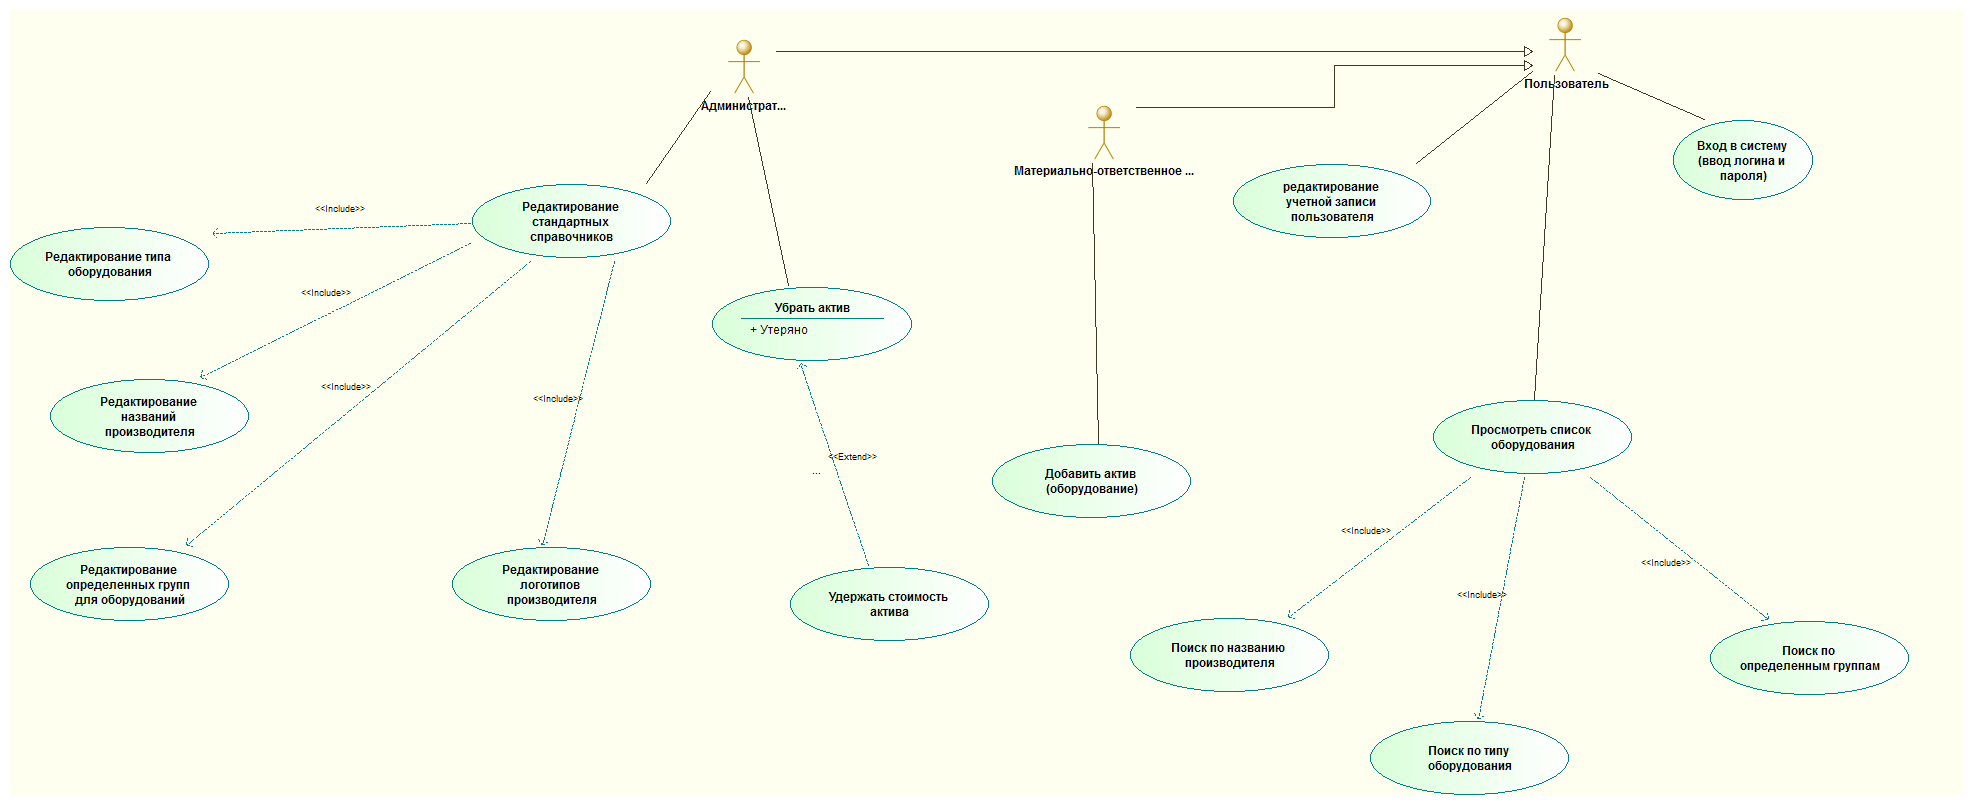 Пользователь
Администрат...
Материально-ответственное ...
Вход в систему
(ввод логина и
пароля)
редактирование
учетной записи
пользователя
Редактирование
стандартных
справочников
<<Include>>
Редактирование типа
оборудования
<<Include>>
Убрать актив
+ Утеряно
<<Include>>
<<Include>>
Редактирование
названий
производителя
Просмотреть список
оборудования
<<Extend>>
...
Добавить актив
(оборудование)
<<Include>>
<<Include>>
<<Include>>
Редактирование
определенных групп
для оборудований
Редактирование
логотипов
производителя
Удержать стоимость
актива
Поиск по названию
производителя
Поиск по
определенным группам
Поиск по типу
оборудования